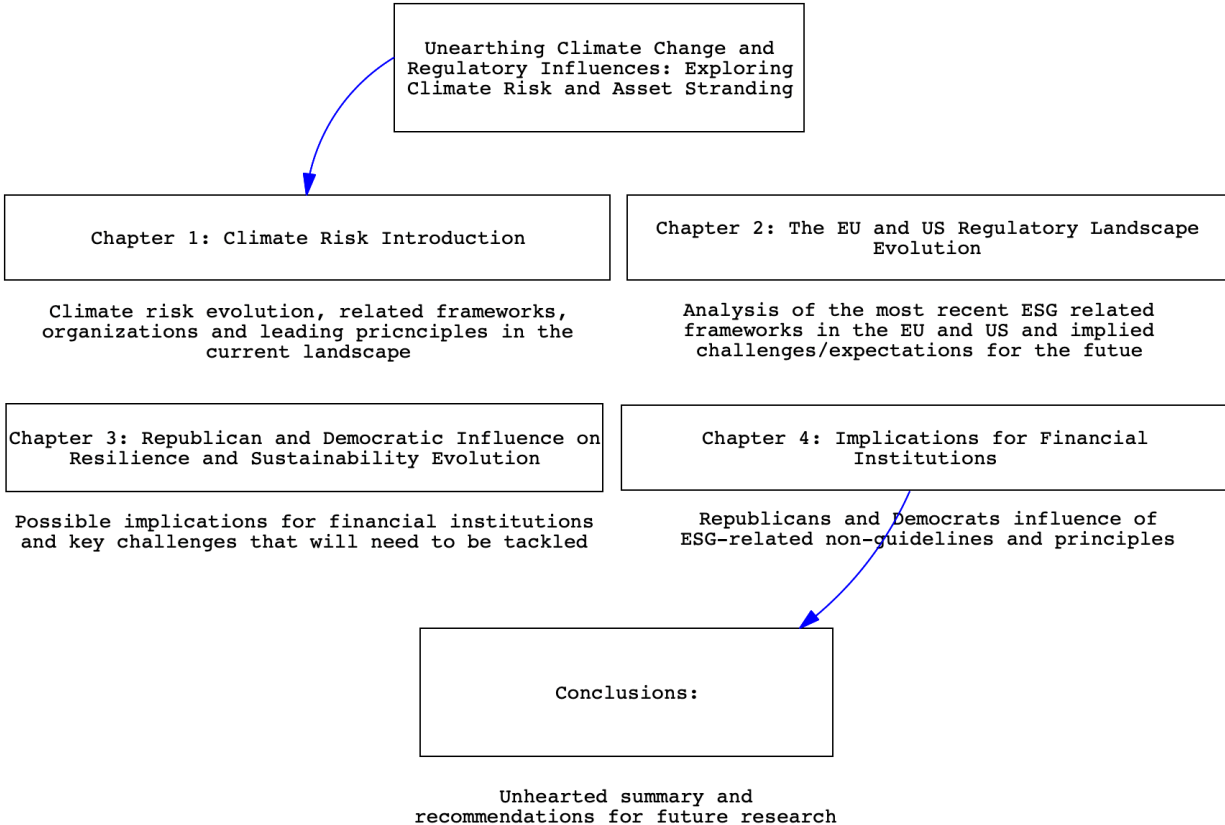 Unearthing Climate Change and
Regulatory Influences: Exploring
Climate Risk and Asset Stranding
Chapter 1: Climate Risk Introduction
Climate risk evolution, related frameworks,
organizations and leading pricnciples in the
current landscape
Chapter 2: The EU and US Regulatory Landscape
Evolution
Analysis of the most recent ESG related
frameworks in the EU and US and implied
challenges/expectations for the futue
Chapter 3: Republican and Democratic Influence on
Resilience and Sustainability Evolution
Possible implications for financial institutions
and key challenges that will need to be tackled
Chapter 4: Implications for Financial
Institutions
Republicans and Democrats influence of
ESG-related non-guidelines and principles
Conclusions:
Unhearted summary and
recommendations for future research